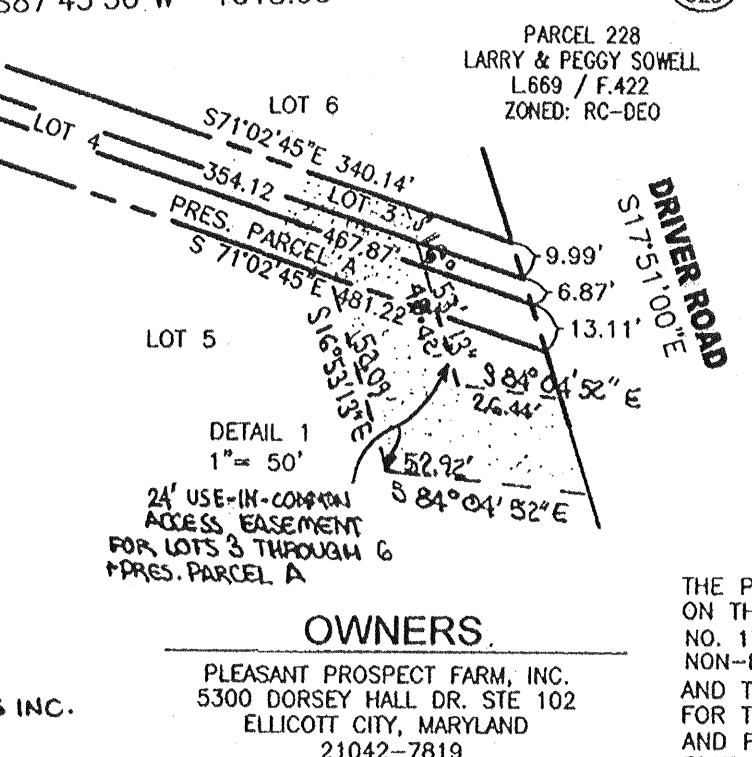 PARCEL 228
LARRY & PEGGY SOWELL
L.669 / F.422
ZONED: RC-DEO
LOT 6
S71°02'45"E 340.14'
LOT 4
354.12
LOT 3
PRES. PARCEL A
467.87'
S 71°02'45"E 481.22
9.99'
6.87'
13.11'
DRIVER ROAD
S17°51'00"E
LOT 5
52.09'
S16°53'13"E
S 84° 04' 52" E
26.44'
52.92'
S 84° 04' 52" E
DETAIL 1
1"= 50'
24' USE-IN-COMMON
ACCESS EASEMENT
FOR LOTS 3 THROUGH 6
+PRES. PARCEL A
OWNERS
PLEASANT PROSPECT FARM, INC.
5300 DORSEY HALL DR. STE 102
ELLICOTT CITY, MARYLAND
21042-7819
INC.
THE P
ON TH
NO. 1
NON-
AND T
FOR T
AND F